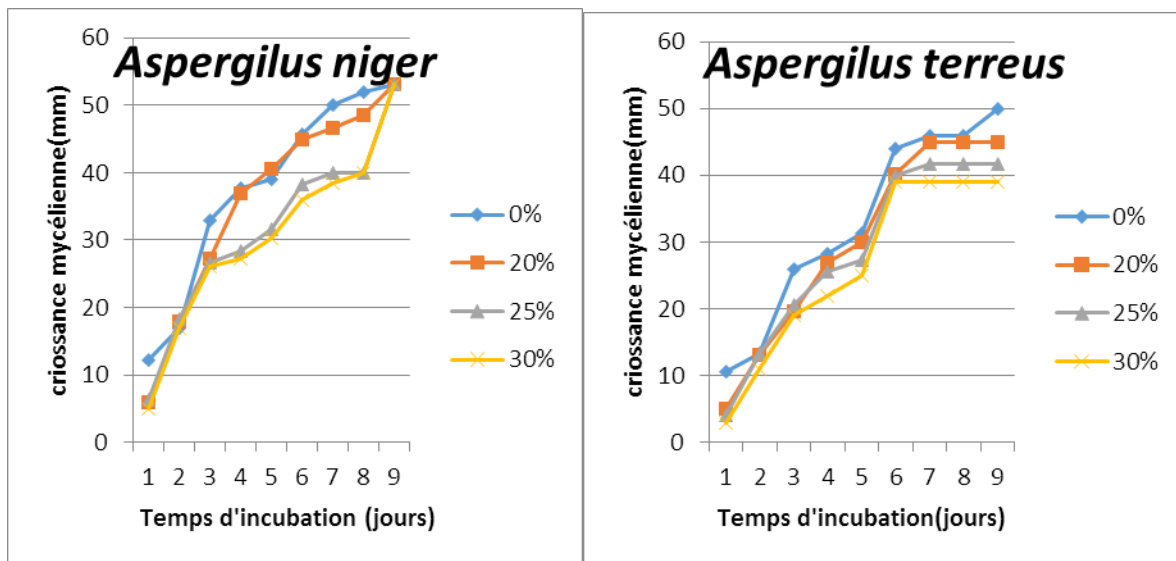 Aspergilus niger
60
50
40
30
20
10
0
criossance mycélienne(mm)
1 2 3 4 5 6 7 8 9
Temps d'incubation (jours)
0%
20%
25%
30%
Aspergilus terreus
60
50
40
30
20
10
0
criossance mycélienne(mm)
1 2 3 4 5 6 7 8 9
Temps d'incubation(jours)
0%
20%
25%
30%